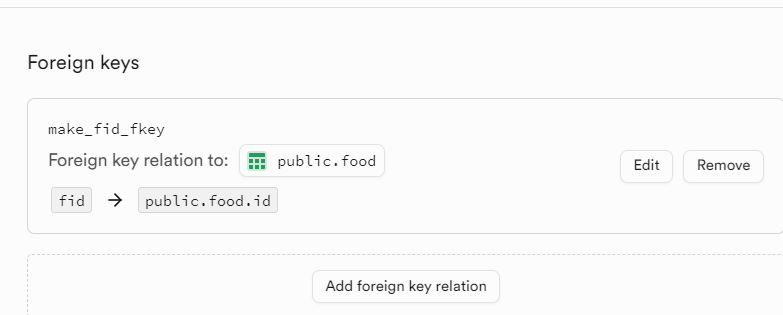 Foreign keys
make_fid_fkey
Foreign key relation to: public.food
Edit Remove
fid → public.food.id
Add foreign key relation